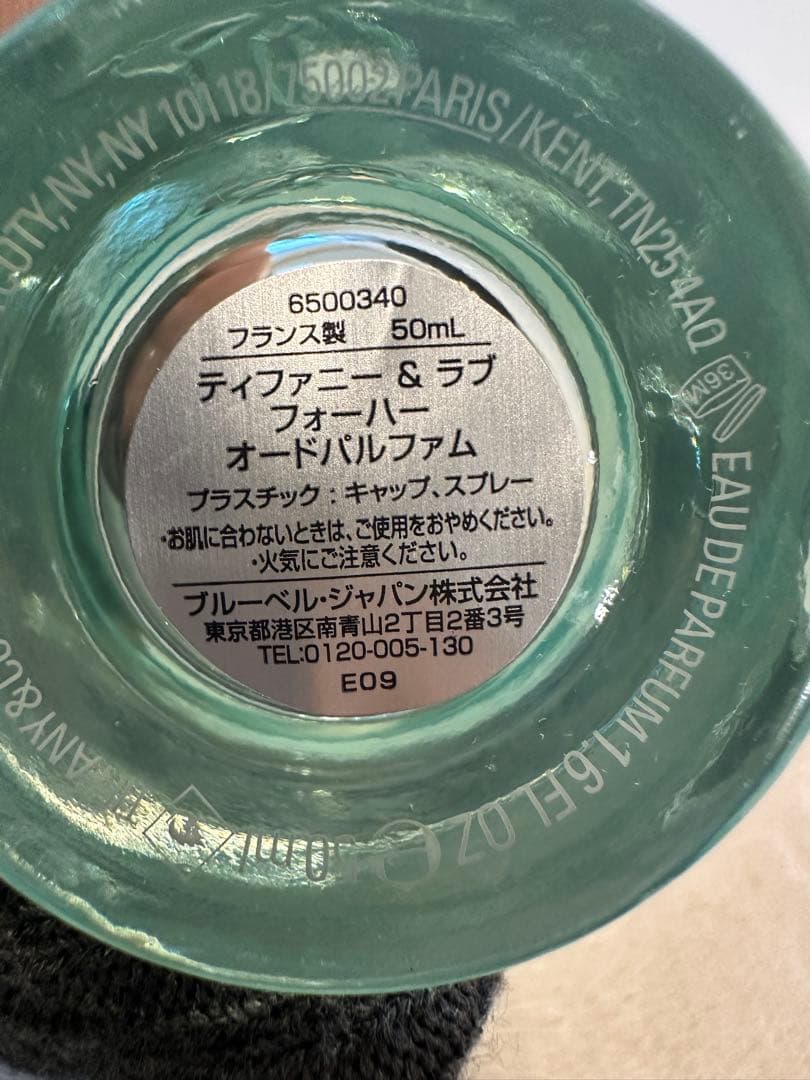 6500340
フランス製 50mL
ティファニー & ラブ
フォーハー
オードパルファム
プラスチック：キャップ、スプレー
・お肌に合わないときは、ご使用をおやめください。
・火気にご注意ください。
ブルーベル・ジャパン株式会社
東京都港区南青山2丁目2番3号
TEL:0120-005-130
E09
COTY, NY, NY 10118/75002 PARIS/KENT, TN25 4AQ
36M
EAU DE PARFUM 1.6 FL OZ
ml